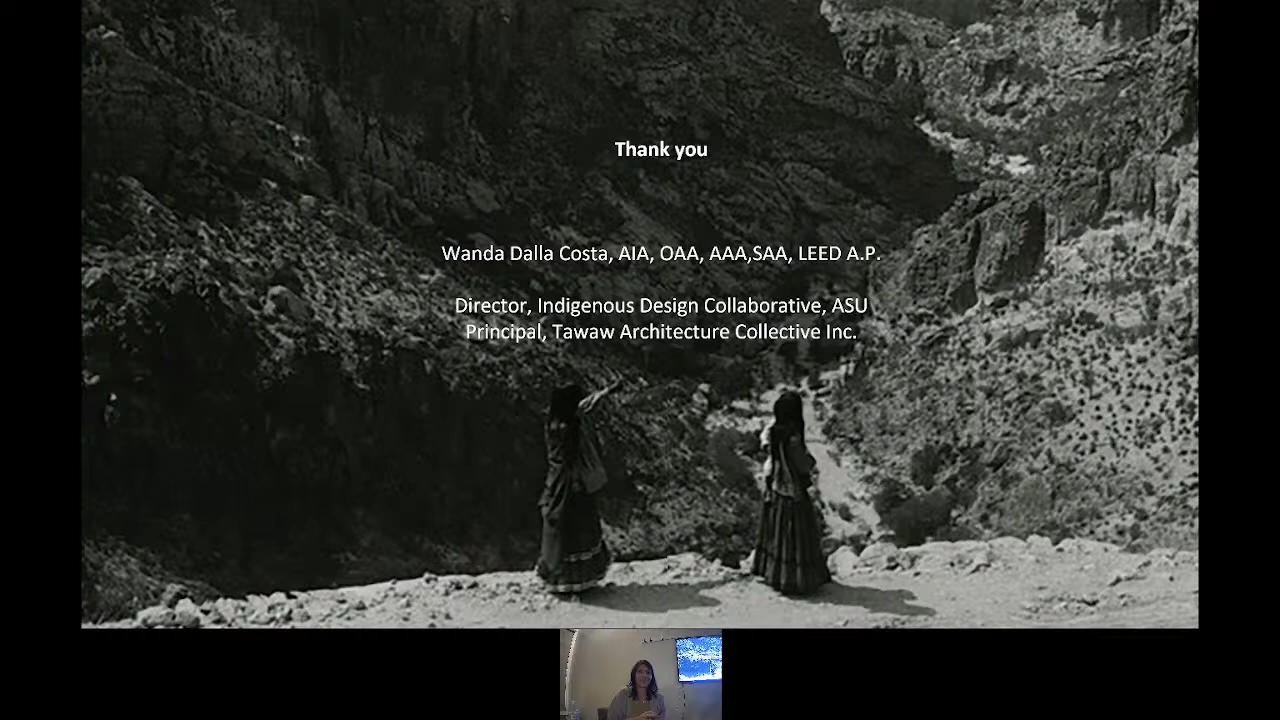 Thank you
Wanda Dalla Costa, AIA, OAA, AAA,SAA, LEED A.P.
Director, Indigenous Design Collaborative, ASU
Principal, Tawaw Architecture Collective Inc.